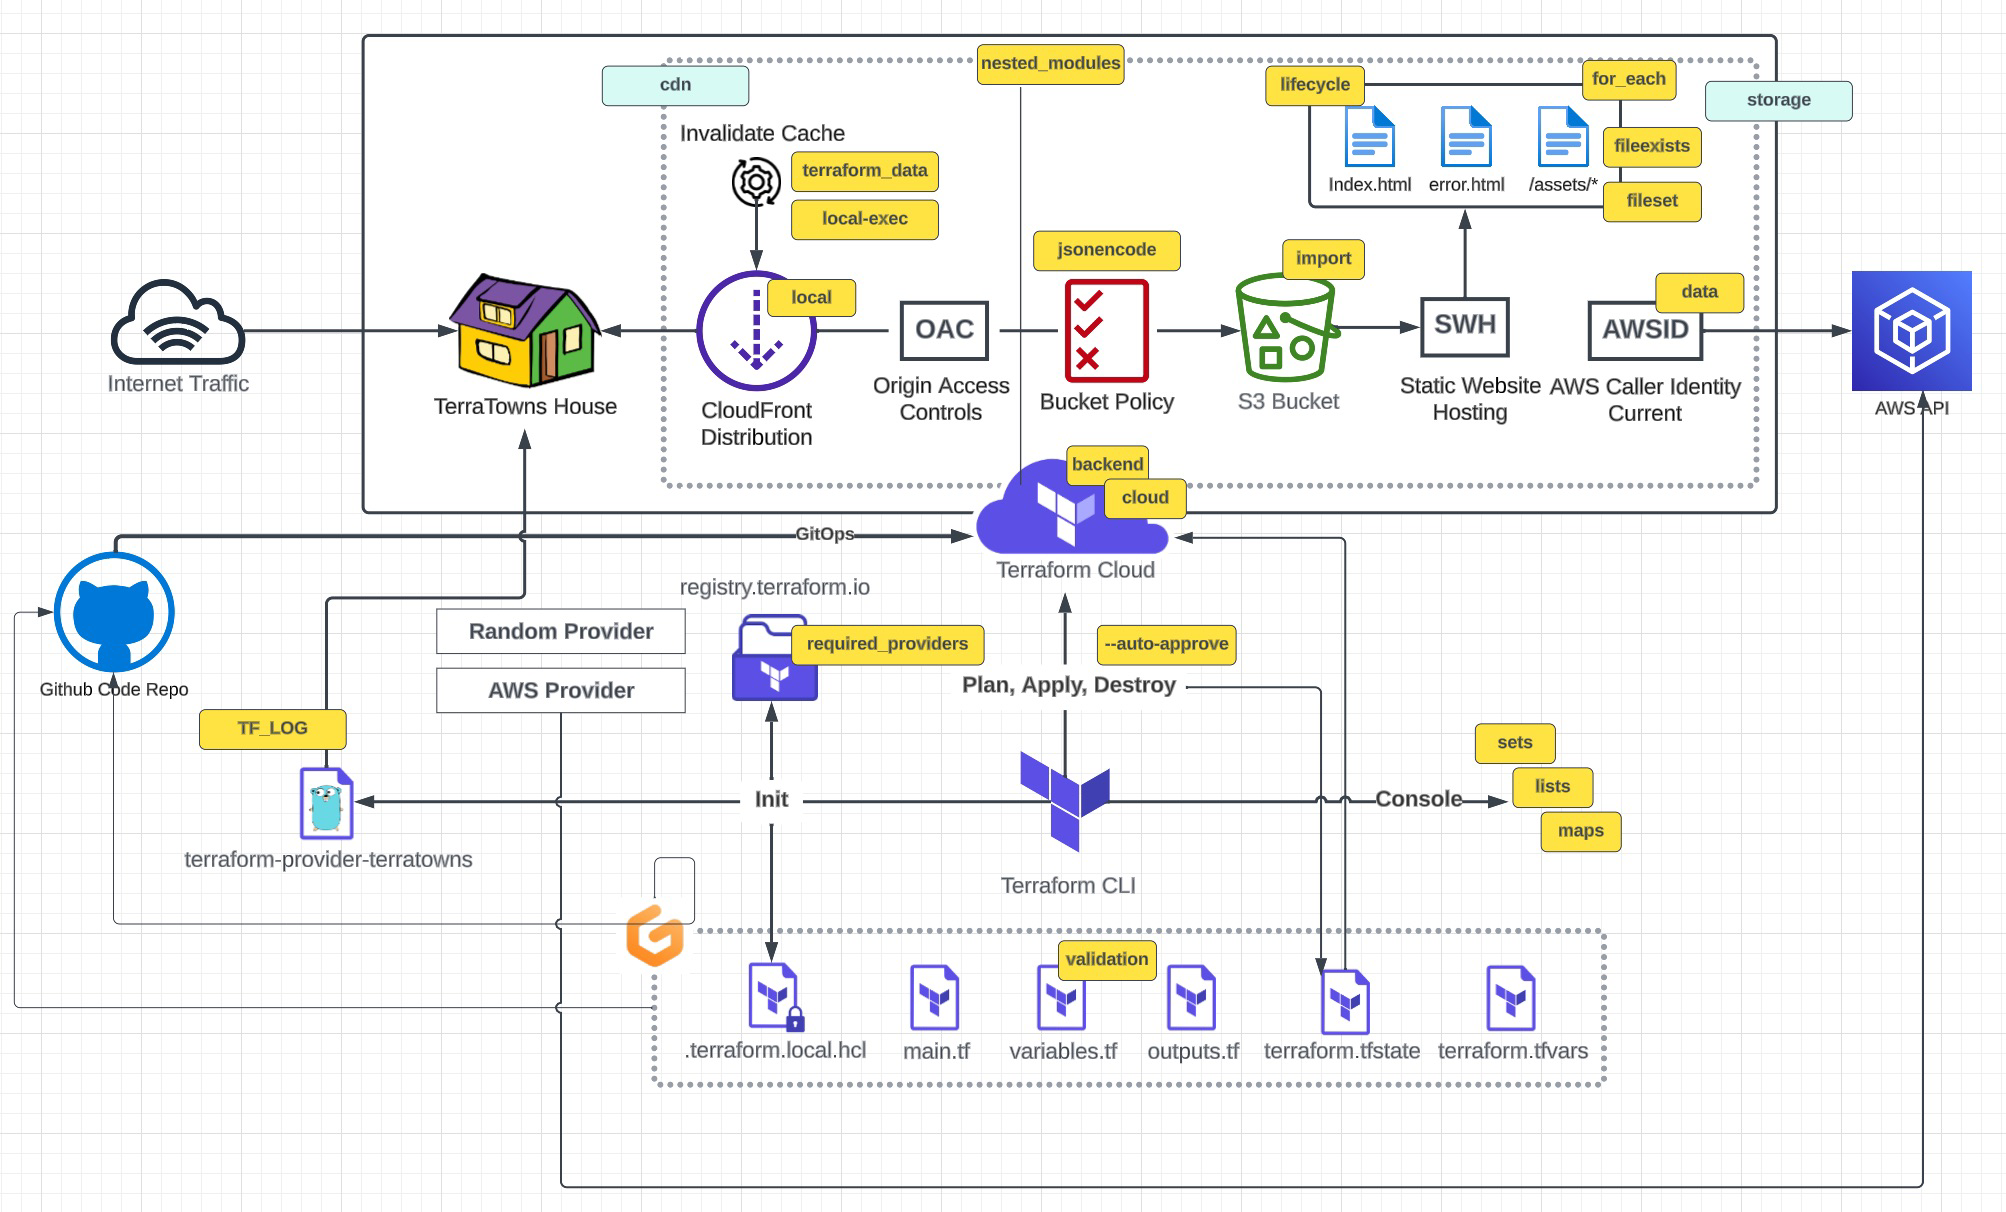 nested_modules
cdn
lifecycle
for_each
storage
Invalidate Cache
terraform_data
local-exec
fileexists
fileset
Index.html
error.html
/assets/*
jsonencode
import
local
data
OAC
SWH
AWSID
Internet Traffic
TerraTowns House
CloudFront
Distribution
Origin Access
Controls
Bucket Policy
S3 Bucket
Static Website
Hosting
AWS Caller Identity
Current
AWS API
backend
cloud
GitOps
Terraform Cloud
registry.terraform.io
Random Provider
required_providers
--auto-approve
AWS Provider
Plan, Apply, Destroy
Github Code Repo
TF_LOG
sets
lists
maps
Init
Console
terraform-provider-terratowns
Terraform CLI
validation
.terraform.local.hcl
main.tf
variables.tf
outputs.tf
terraform.tfstate
terraform.tfvars